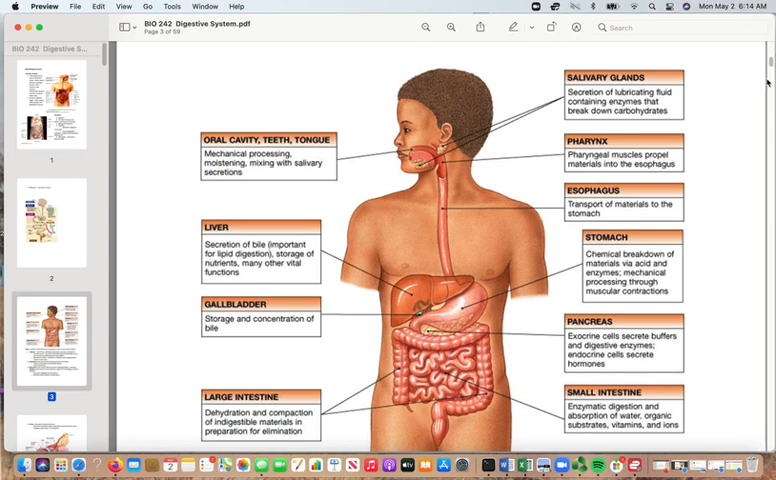 Preview File Edit View Go Tools Window Help
Mon May 2 6:14 AM
BIO 242 Digestive System.pdf
Page 3 of 59
Search
BIO 242 Digestive S...
1
2
3
SALIVARY GLANDS
Secretion of lubricating fluid
containing enzymes that
break down carbohydrates
ORAL CAVITY, TEETH, TONGUE
Mechanical processing,
moistening, mixing with salivary
secretions
PHARYNX
Pharyngeal muscles propel
materials into the esophagus
ESOPHAGUS
Transport of materials to the
stomach
LIVER
Secretion of bile (important
for lipid digestion), storage of
nutrients, many other vital
functions
STOMACH
Chemical breakdown of
materials via acid and
enzymes; mechanical
processing through
muscular contractions
GALLBLADDER
Storage and concentration of
bile
PANCREAS
Exocrine cells secrete buffers
and digestive enzymes;
endocrine cells secrete
hormones
LARGE INTESTINE
Dehydration and compaction
of indigestible materials in
preparation for elimination
SMALL INTESTINE
Enzymatic digestion and
absorption of water, organic
substrates, vitamins, and ions